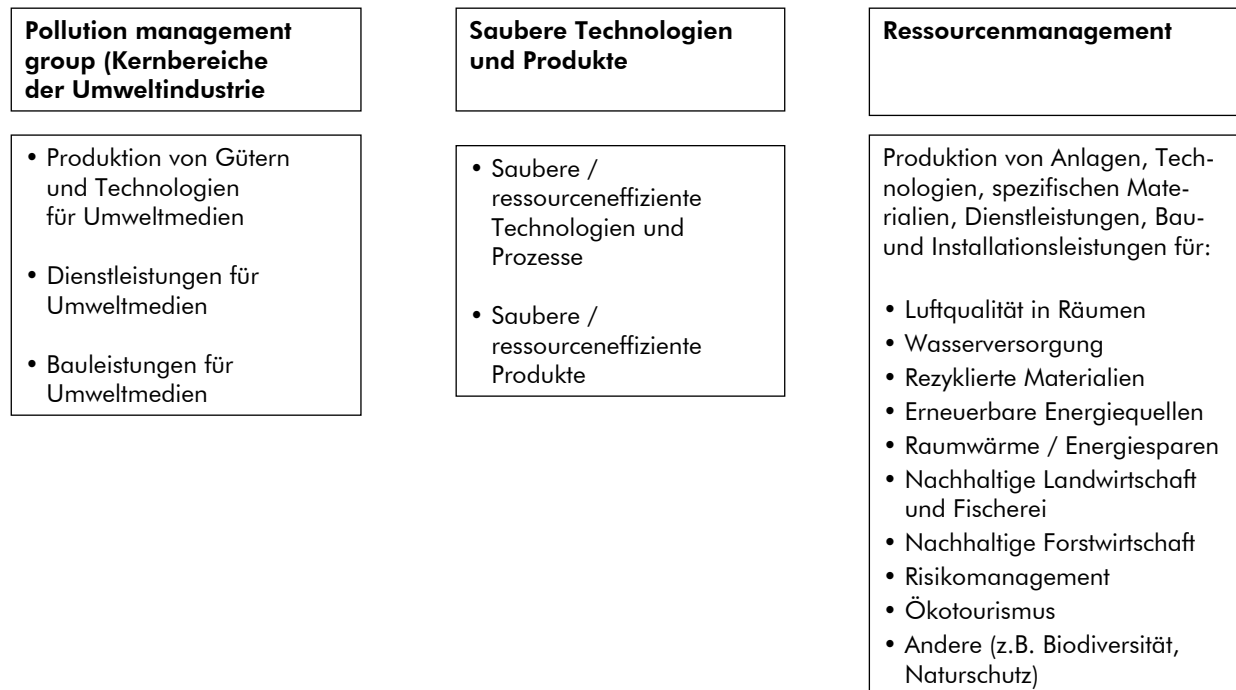 Pollution management
group (Kernbereiche
der Umweltindustrie
• Produktion von Gütern
und Technologien
für Umweltmedien
• Dienstleistungen für
Umweltmedien
• Bauleistungen für
Umweltmedien
Saubere Technologien
und Produkte
• Saubere /
ressourceneffiziente
Technologien und
Prozesse
• Saubere /
ressourceneffiziente
Produkte
Ressourcenmanagement
Produktion von Anlagen, Tech-
nologien, spezifischen Mate-
rialien, Dienstleistungen, Bau-
und Installationsleistungen für:
• Luftqualität in Räumen
• Wasserversorgung
• Rezyklierte Materialien
• Erneuerbare Energiequellen
• Raumwärme / Energiesparen
• Nachhaltige Landwirtschaft
und Fischerei
• Nachhaltige Forstwirtschaft
• Risikomanagement
• Ökotourismus
• Andere (z.B. Biodiversität,
Naturschutz)